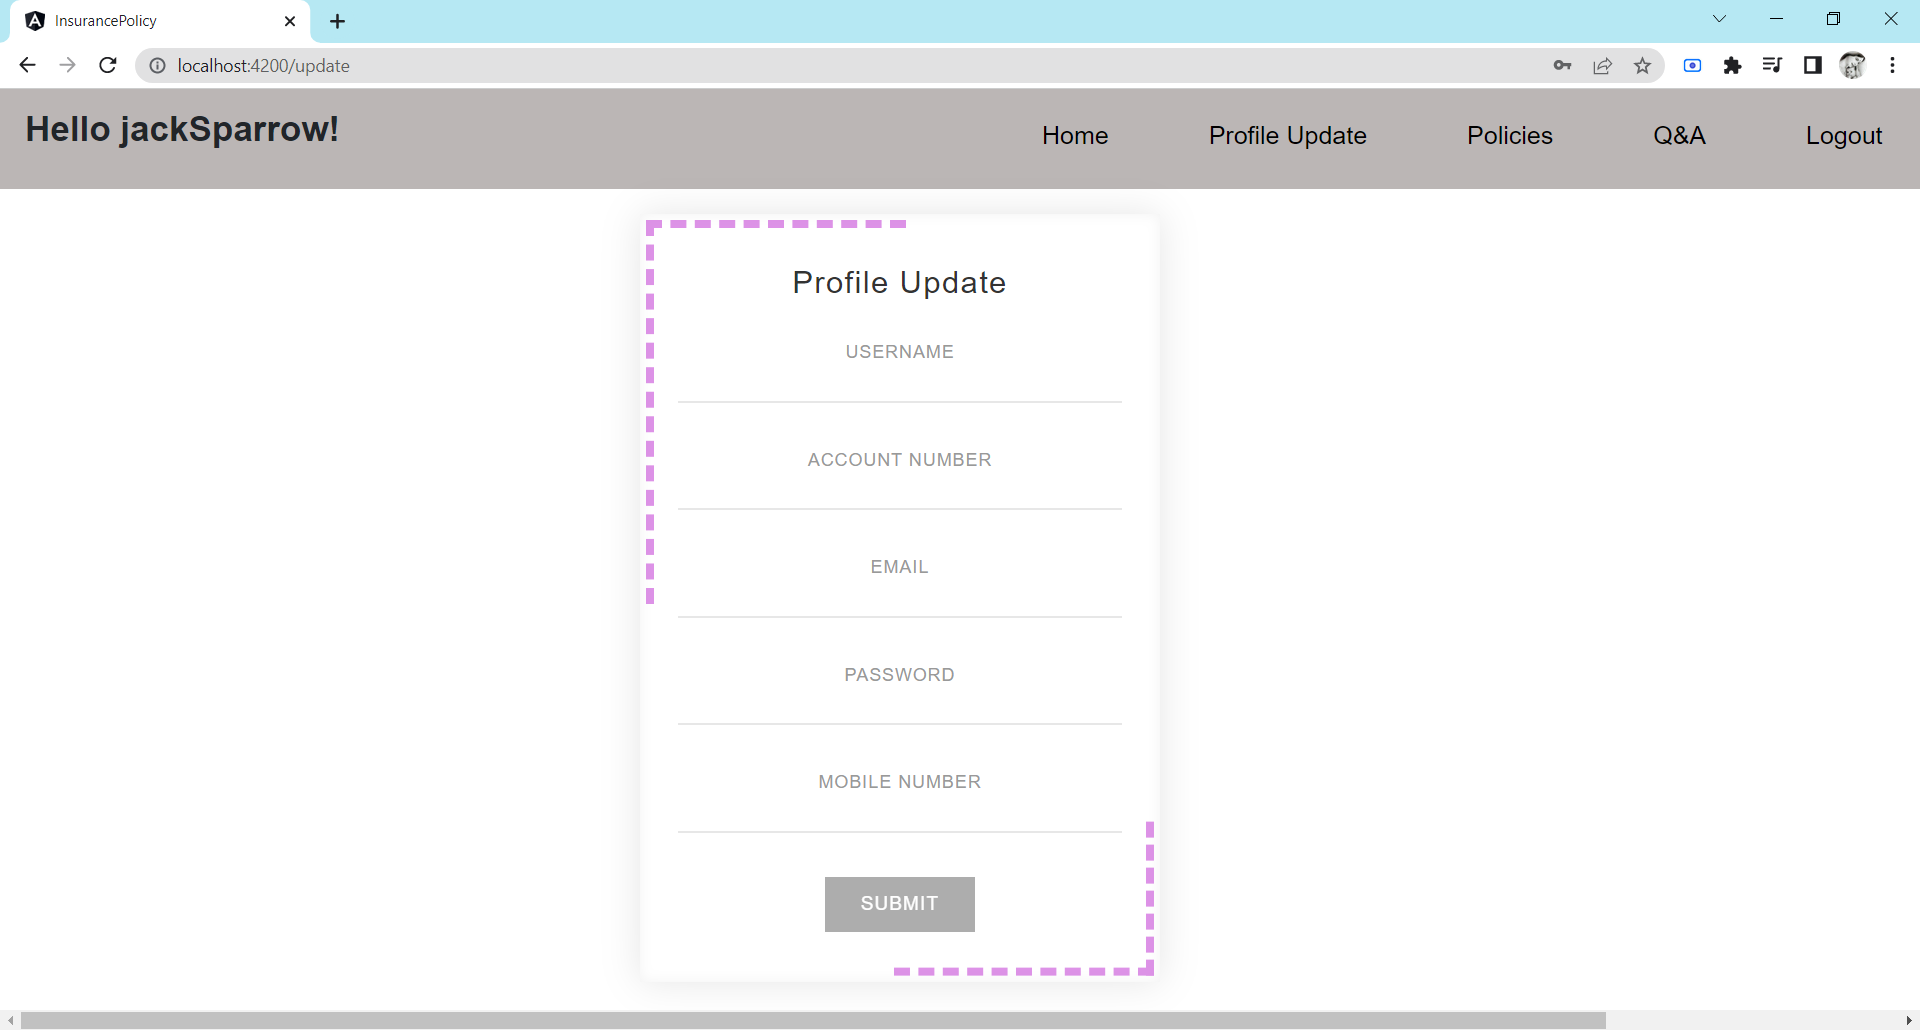 InsurancePolicy
localhost:4200/update
Hello jackSparrow!
Home Profile Update Policies Q&A Logout
Profile Update
USERNAME
ACCOUNT NUMBER
EMAIL
PASSWORD
MOBILE NUMBER
SUBMIT